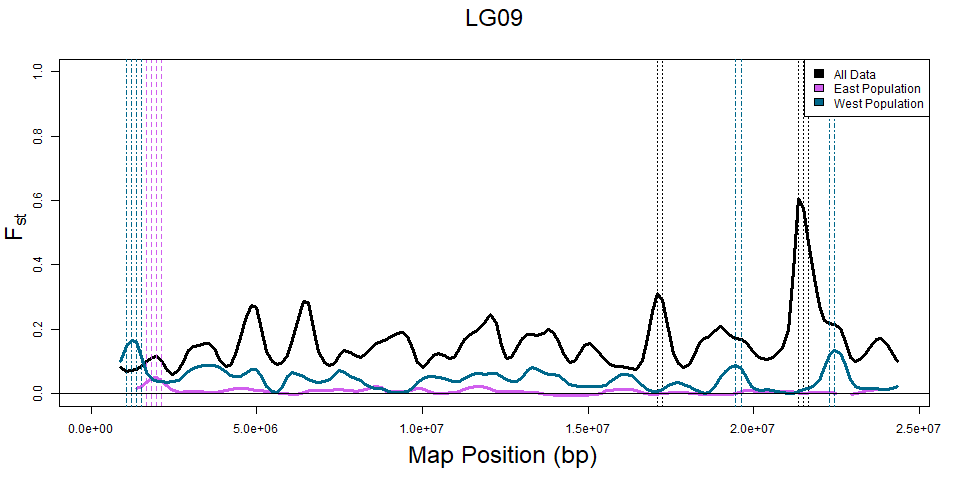 LG09
1.0
0.8
0.6
0.4
0.2
0.0
Fst
All Data
East Population
West Population
0.0e+00 5.0e+06 1.0e+07 1.5e+07 2.0e+07 2.5e+07
Map Position (bp)